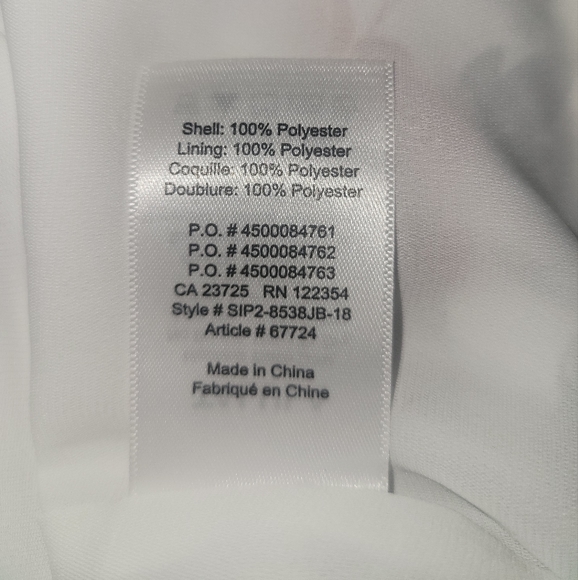 Shell: 100% Polyester
Lining: 100% Polyester
Coquille: 100% Polyester
Doublure: 100% Polyester
P.O. # 4500084761
P.O. # 4500084762
P.O. # 4500084763
CA 23725 RN 122354
Style # SIP2-8538JB-18
Article # 67724
Made in China
Fabriqué en Chine